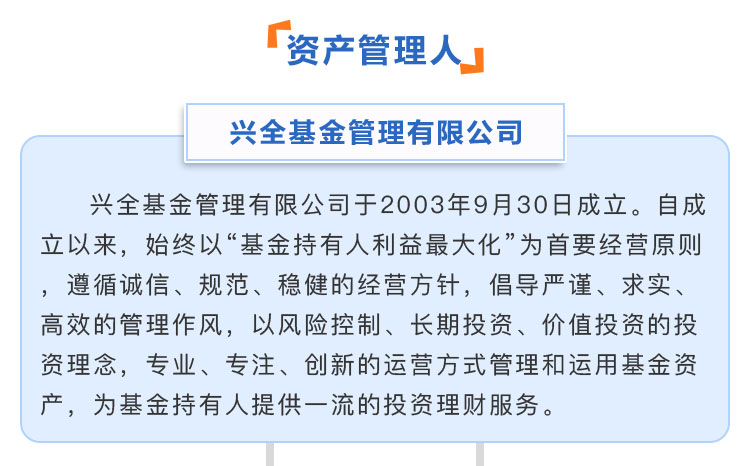 资产管理人
兴全基金管理有限公司
兴全基金管理有限公司于2003年9月30日成立。自成
立以来，始终以“基金持有人利益最大化”为首要经营原则
，遵循诚信、规范、稳健的经营方针，倡导严谨、求实、
高效的管理作风，以风险控制、长期投资、价值投资的投
资理念，专业、专注、创新的运营方式管理和运用基金资
产，为基金持有人提供一流的投资理财服务。